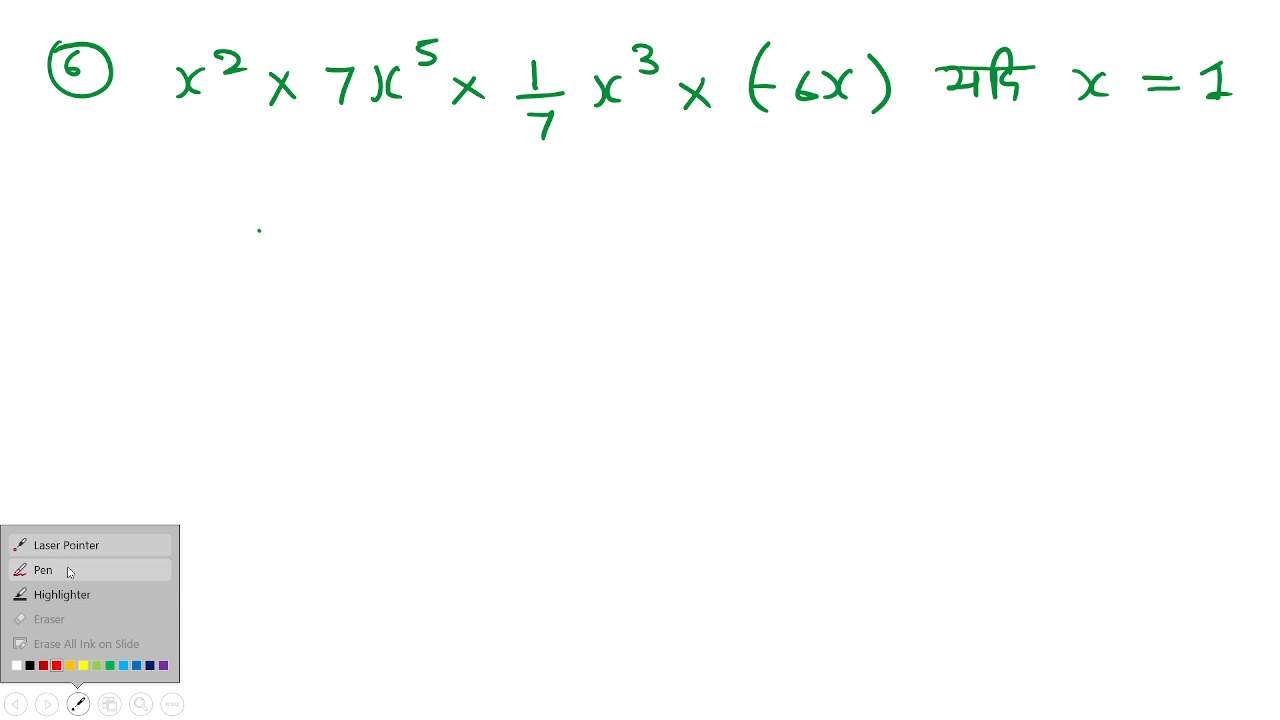 ⑥ x² × 7x⁵ × 1/7 x³ × (-6x) यदि x = 1
Laser Pointer
Pen
Highlighter
Eraser
Erase All Ink on Slide